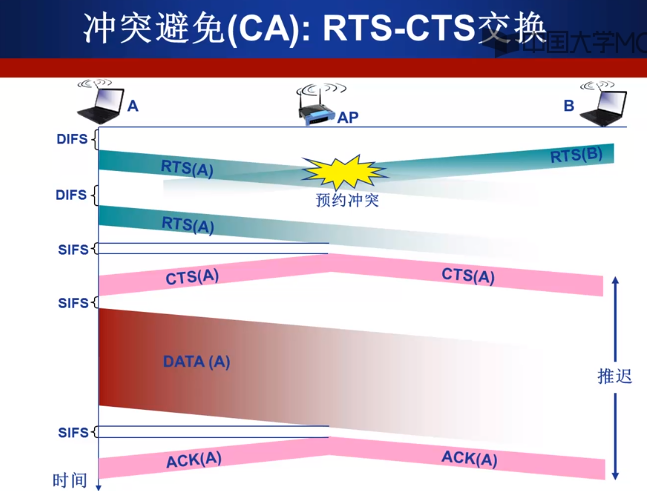 冲突避免(CA): RTS-CTS交换
中国大学MO
A
AP
B
DIFS
RTS(A)
RTS(B)
预约冲突
DIFS
RTS(A)
SIFS
CTS(A)
CTS(A)
SIFS
DATA (A)
推迟
SIFS
ACK(A)
ACK(A)
时间